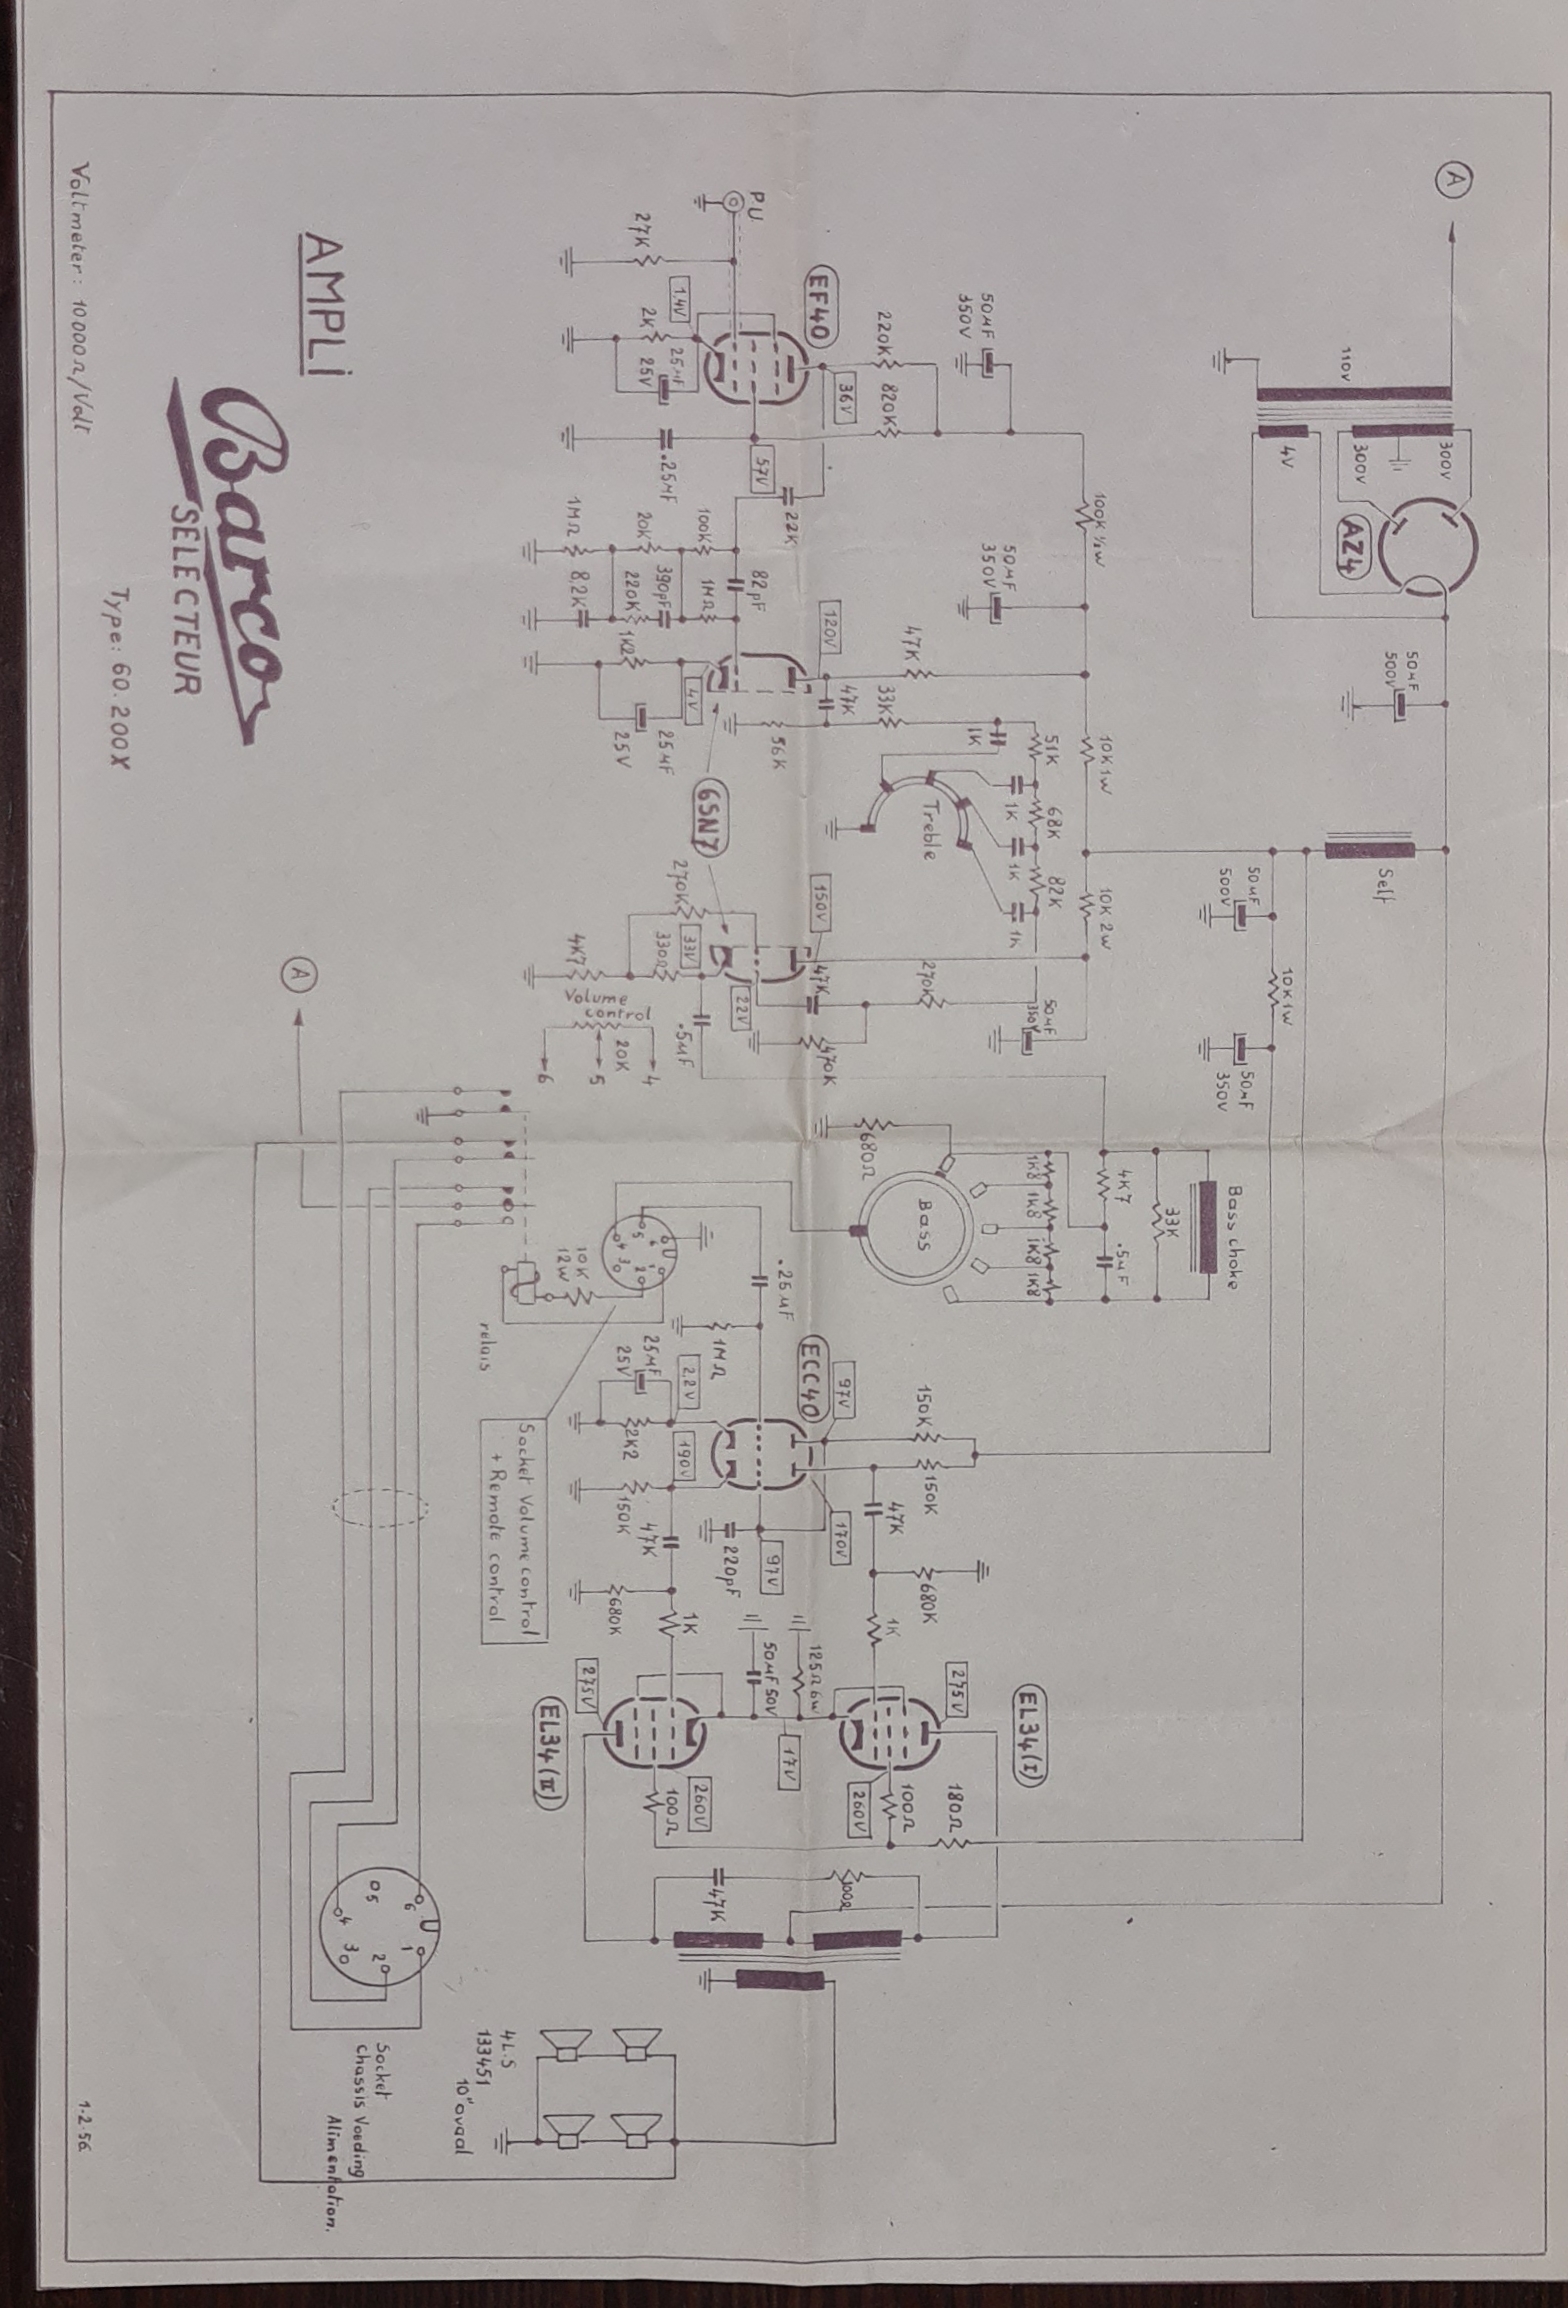 A
300V
300V
110V
4V
AZ4
50µF
500V
Self
10K 1W
50µF
500V
50µF
350V
Bass choke
33K
4K7
.5µF
1K8 1K8 1K8 1K8
Bass
680Ω
100K ½W
10K 1W
10K 2W
51K 68K 82K
1K 1K 1K
1K
Treble
50µF
350V
50µF
350V
50µF
350V
220K 820K
47K
33K
270K
36V
EF40
57V
22K
120V
47K
56K
150V
47K
470K
P.U
82pF
100K
1MΩ
6SN7
22V
1,4V
25µF
25V
2K
27K
.25µF
20K
390pF
220K
1K2
4V
25µF
25V
1MΩ
8,2K
270K
33V
330Ω
.5µF
4K7
Volume
control
20K
4
5
6
150K
150K
680K
47K
1K
97V
170V
ECC40
.25µF
97V
1MΩ
220pF
2,2V
190V
25µF
25V
2K2
150K
47K
1K
680K
U
1
2
3
4
5
6
10K
12W
relais
Socket Volume control
+ Remote control
EL34(I)
275V
180Ω
100Ω
260V
125Ω 6W
17V
50µF 50V
100Ω
47K
260V
100Ω
275V
EL34(II)
4L.S
133451
10" ovaal
U
1
2
3
4
5
6
Socket
Chassis Voeding
Alimentation.
A
AMPLI
Barco
SELECTEUR
Type: 60.200X
Voltmeter: 10000Ω/Volt
1-2-56